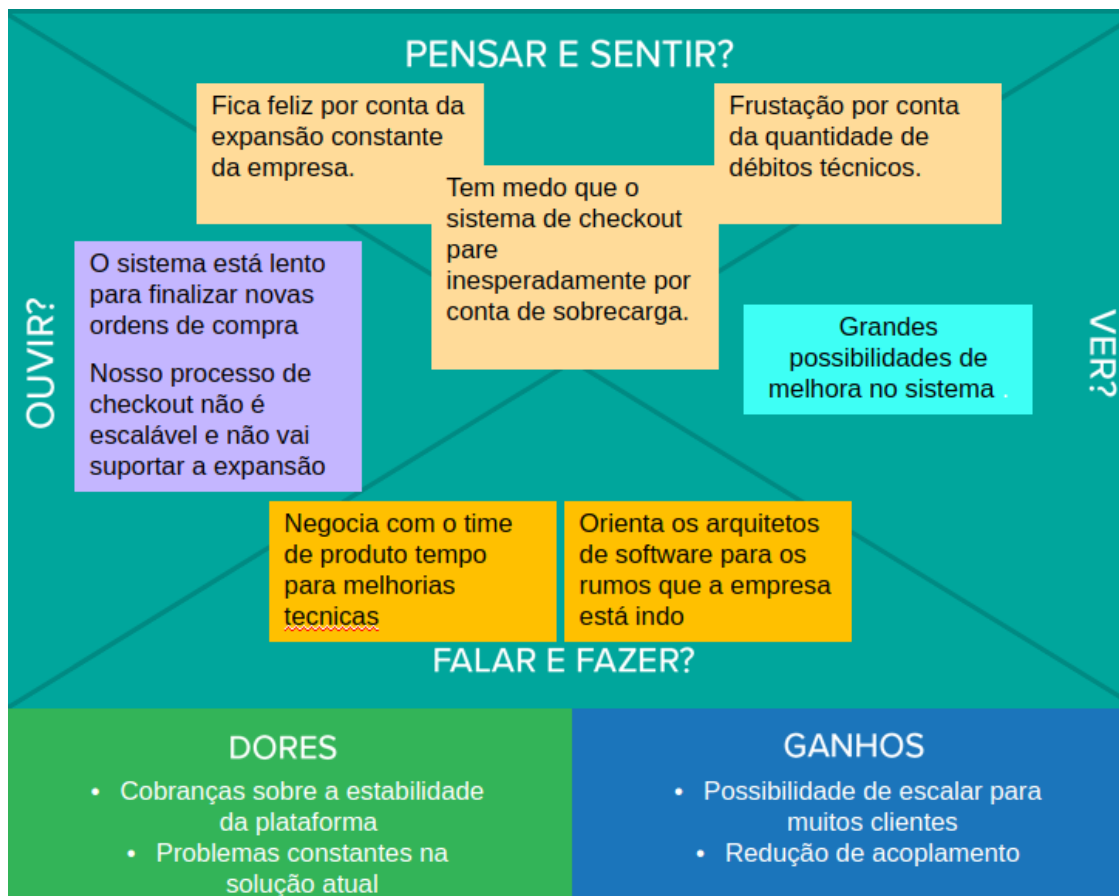 PENSAR E SENTIR?
Fica feliz por conta da
expansão constante
da empresa.
Tem medo que o
sistema de checkout
pare
inesperadamente por
conta de sobrecarga.
Frustação por conta
da quantidade de
débitos técnicos.
OUVIR?
O sistema está lento
para finalizar novas
ordens de compra
Nosso processo de
checkout não é
escalável e não vai
suportar a expansão
VER?
Grandes
possibilidades de
melhora no sistema .
Negocia com o time
de produto tempo
para melhorias
tecnicas
Orienta os arquitetos
de software para os
rumos que a empresa
está indo
FALAR E FAZER?
DORES
• Cobranças sobre a estabilidade
da plataforma
• Problemas constantes na
solução atual
GANHOS
• Possibilidade de escalar para
muitos clientes
• Redução de acoplamento